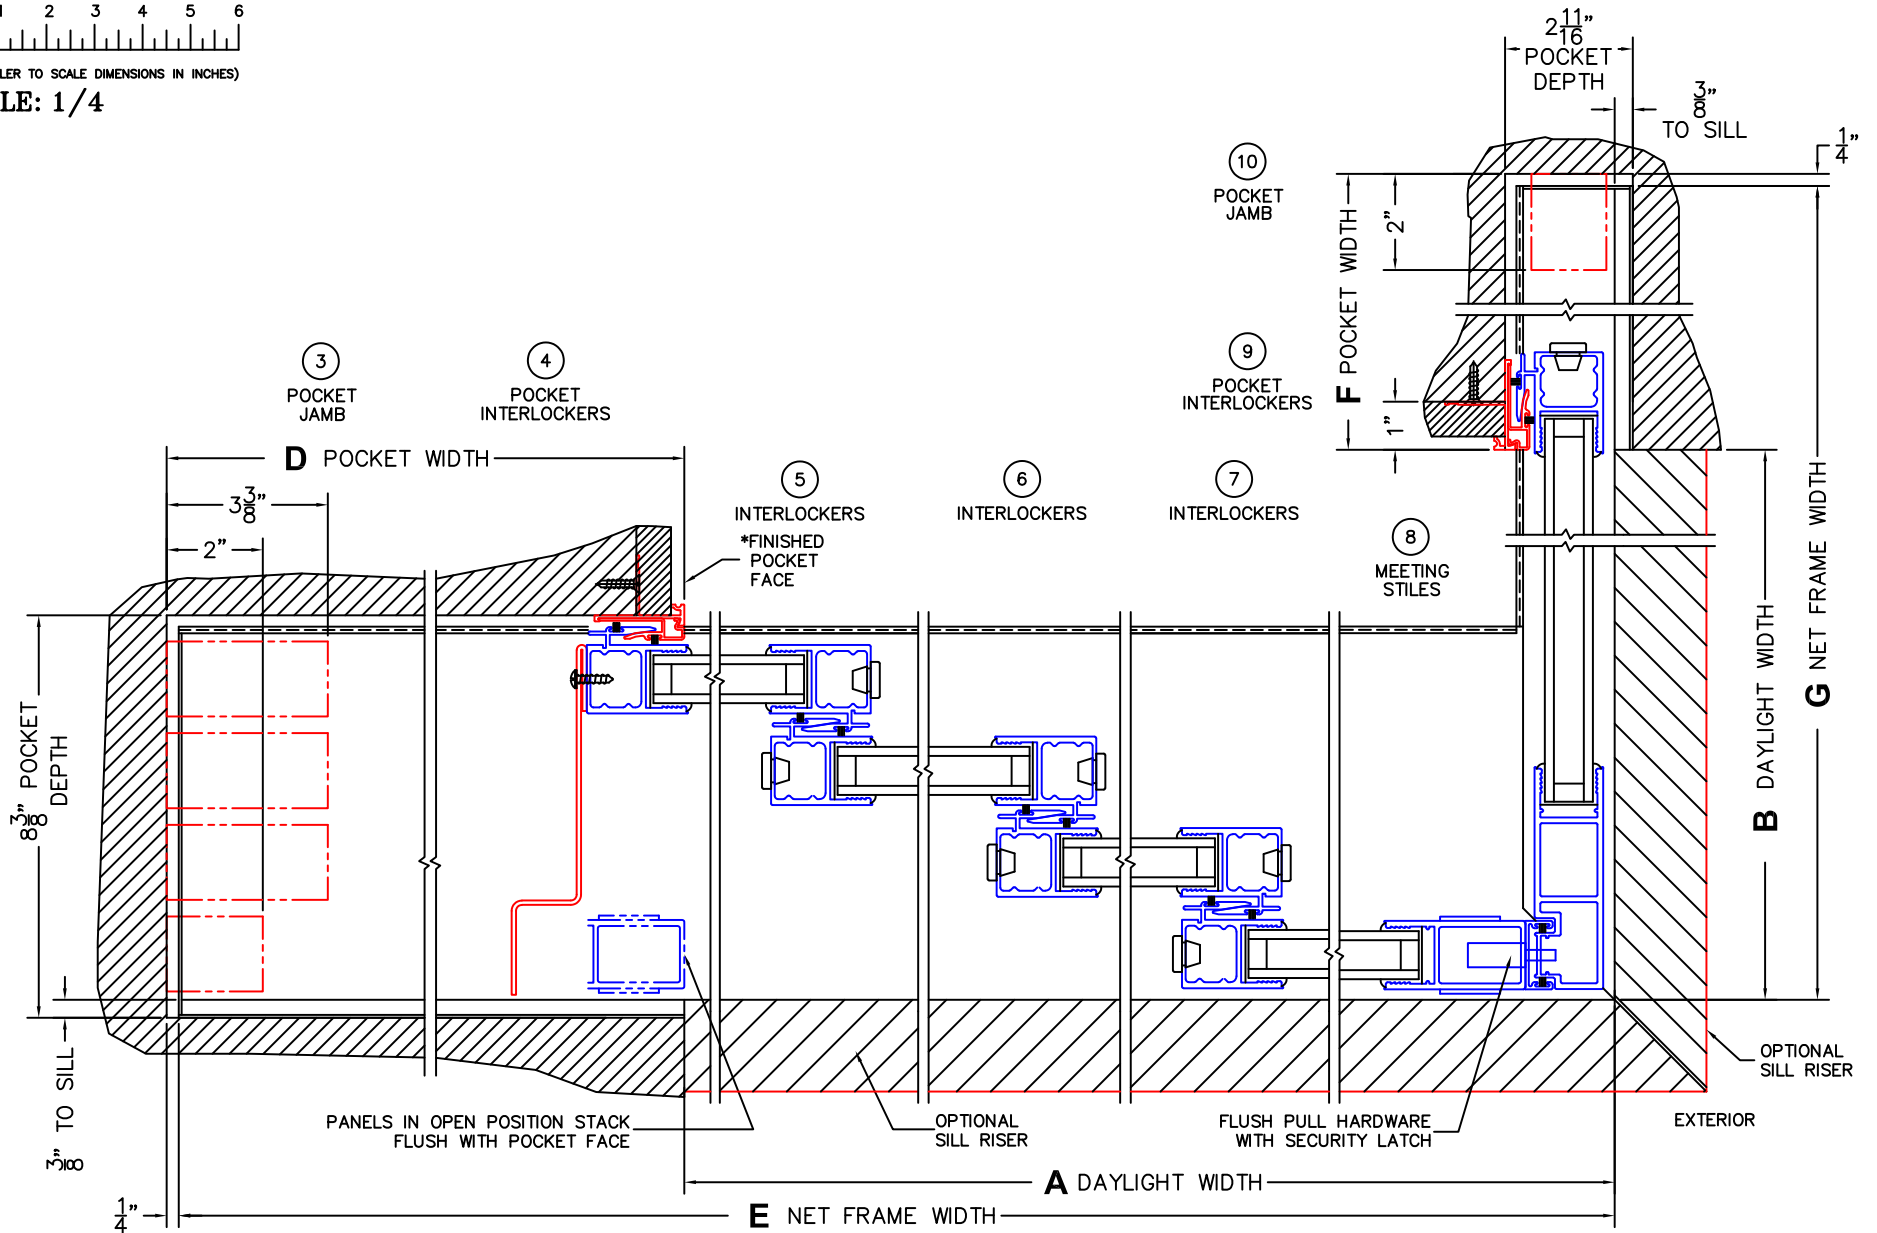 1 2 3 4 5 6
LER TO SCALE DIMENSIONS IN INCHES)
LE: 1/4
2 11/16"
POCKET
DEPTH
3/8"
TO SILL
1/4"
10
POCKET
JAMB
F POCKET WIDTH
2"
1"
9
POCKET
INTERLOCKERS
3
POCKET
JAMB
4
POCKET
INTERLOCKERS
D POCKET WIDTH
3 3/8"
2"
5
INTERLOCKERS
6
INTERLOCKERS
7
INTERLOCKERS
8
MEETING
STILES
*FINISHED
POCKET
FACE
G NET FRAME WIDTH
B DAYLIGHT WIDTH
8 3/8" POCKET
DEPTH
3/8" TO SILL
1/4"
PANELS IN OPEN POSITION STACK
FLUSH WITH POCKET FACE
OPTIONAL
SILL RISER
FLUSH PULL HARDWARE
WITH SECURITY LATCH
OPTIONAL
SILL RISER
EXTERIOR
A DAYLIGHT WIDTH
E NET FRAME WIDTH